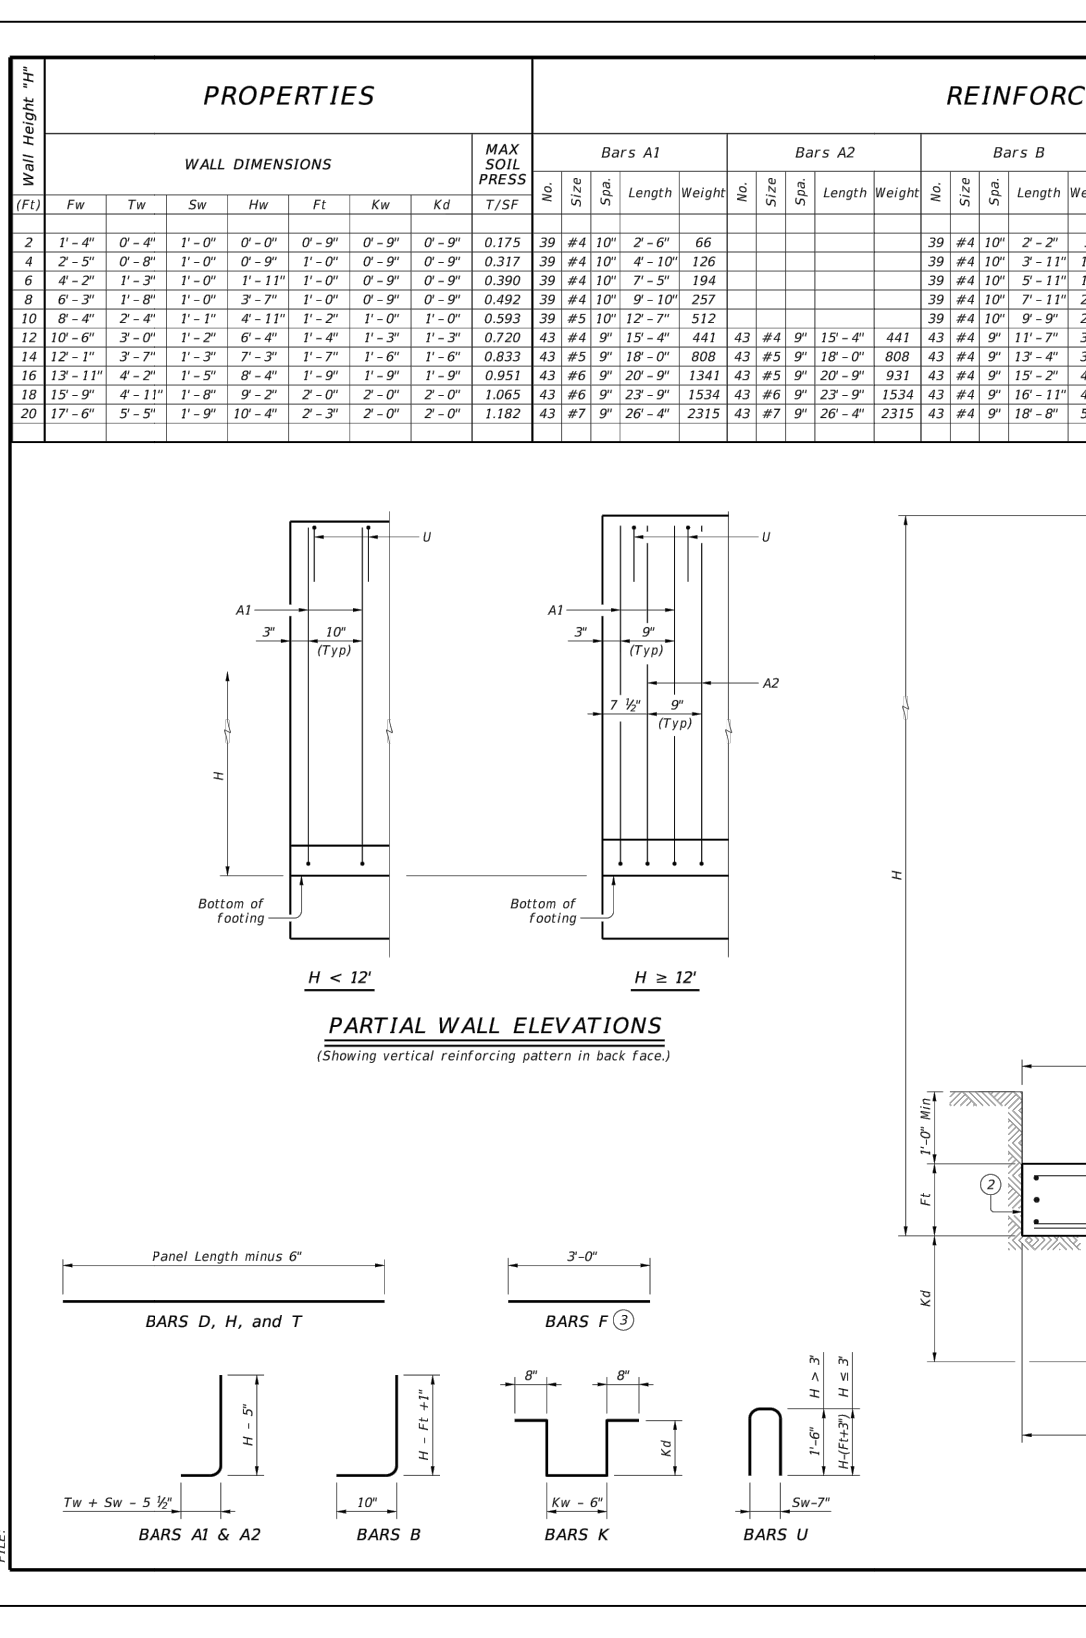 Wall Height "H"
PROPERTIES
REINFORC
WALL DIMENSIONS
MAX SOIL PRESS
Bars A1
Bars A2
Bars B
(Ft) Fw Tw Sw Hw Ft Kw Kd T/SF No. Size Spa. Length Weight No. Size Spa. Length Weight No. Size Spa. Length We
2 1'-4" 0'-4" 1'-0" 0'-0" 0'-9" 0'-9" 0'-9" 0.175 39 #4 10" 2'-6" 66 39 #4 10" 2'-2"
4 2'-5" 0'-8" 1'-0" 0'-9" 1'-0" 0'-9" 0'-9" 0.317 39 #4 10" 4'-10" 126 39 #4 10" 3'-11" 1
6 4'-2" 1'-3" 1'-0" 1'-11" 1'-0" 0'-9" 0'-9" 0.390 39 #4 10" 7'-5" 194 39 #4 10" 5'-11" 1
8 6'-3" 1'-8" 1'-0" 3'-7" 1'-0" 0'-9" 0'-9" 0.492 39 #4 10" 9'-10" 257 39 #4 10" 7'-11" 2
10 8'-4" 2'-4" 1'-1" 4'-11" 1'-2" 1'-0" 1'-0" 0.593 39 #5 10" 12'-7" 512 39 #4 10" 9'-9" 2
12 10'-6" 3'-0" 1'-2" 6'-4" 1'-4" 1'-3" 1'-3" 0.720 43 #4 9" 15'-4" 441 43 #4 9" 15'-4" 441 43 #4 9" 11'-7" 3
14 12'-1" 3'-7" 1'-3" 7'-3" 1'-7" 1'-6" 1'-6" 0.833 43 #5 9" 18'-0" 808 43 #5 9" 18'-0" 808 43 #4 9" 13'-4" 3
16 13'-11" 4'-2" 1'-5" 8'-4" 1'-9" 1'-9" 1'-9" 0.951 43 #6 9" 20'-9" 1341 43 #5 9" 20'-9" 931 43 #4 9" 15'-2" 4
18 15'-9" 4'-11" 1'-8" 9'-2" 2'-0" 2'-0" 2'-0" 1.065 43 #6 9" 23'-9" 1534 43 #6 9" 23'-9" 1534 43 #4 9" 16'-11" 4
20 17'-6" 5'-5" 1'-9" 10'-4" 2'-3" 2'-0" 2'-0" 1.182 43 #7 9" 26'-4" 2315 43 #7 9" 26'-4" 2315 43 #4 9" 18'-8" 5
U
A1
3"
10"
(Typ)
H
Bottom of
footing
H < 12'
U
A1
3"
9"
(Typ)
A2
7 ½"
9"
(Typ)
Bottom of
footing
H ≥ 12'
PARTIAL WALL ELEVATIONS
(Showing vertical reinforcing pattern in back face.)
H
1'-0" Min
Ft
2
Kd
Panel Length minus 6"
BARS D, H, and T
3'-0"
BARS F 3
H - 5"
Tw + Sw - 5 ½"
BARS A1 & A2
H - Ft +1"
10"
BARS B
8"
8"
Kd
Kw - 6"
BARS K
H > 3'
H ≤ 3'
1'-6"
H-(Ft+3")
Sw-7"
BARS U
FILE: